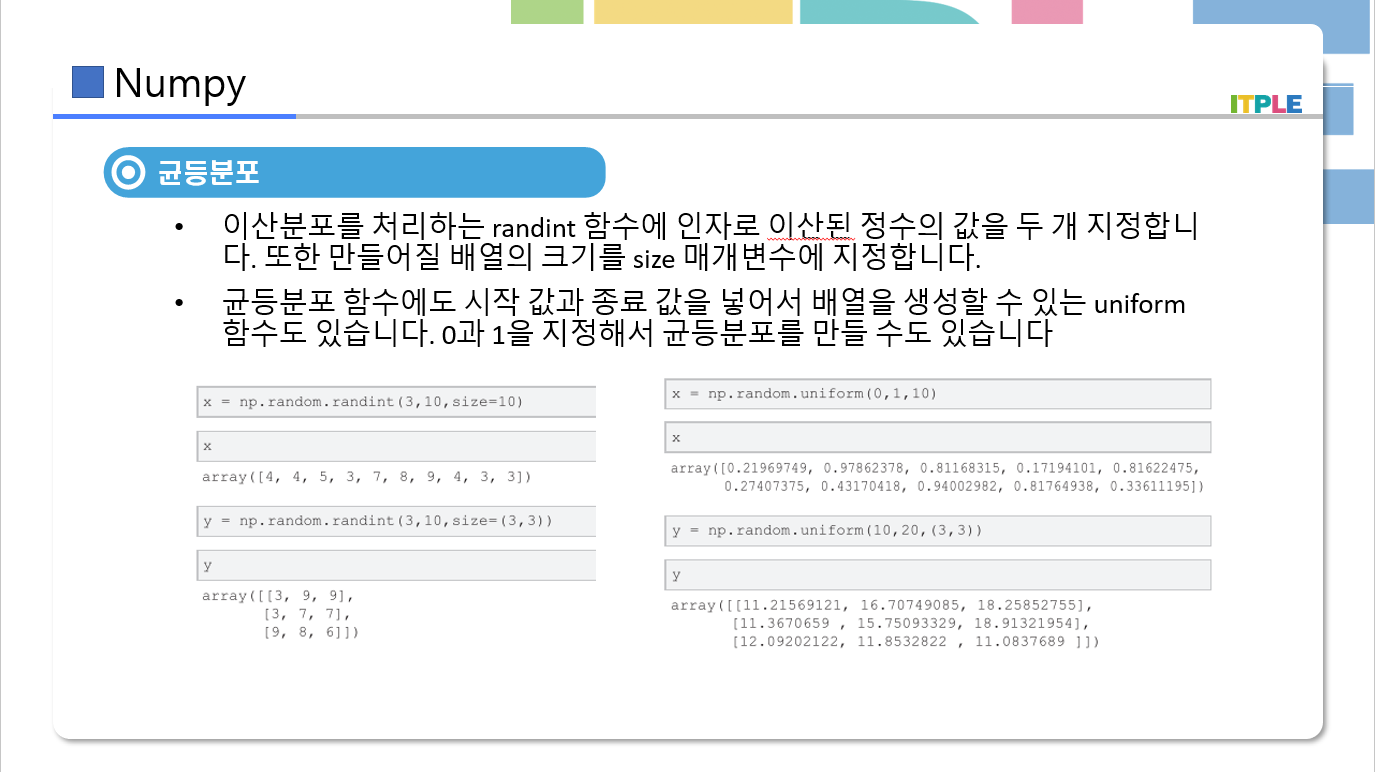 Numpy
ITPLE
균등분포
• 이산분포를 처리하는 randint 함수에 인자로 이산된 정수의 값을 두 개 지정합니
다. 또한 만들어질 배열의 크기를 size 매개변수에 지정합니다.
• 균등분포 함수에도 시작 값과 종료 값을 넣어서 배열을 생성할 수 있는 uniform
함수도 있습니다. 0과 1을 지정해서 균등분포를 만들 수도 있습니다
x = np.random.randint(3,10,size=10)
x
array([4, 4, 5, 3, 7, 8, 9, 4, 3, 3])
y = np.random.randint(3,10,size=(3,3))
y
array([[3, 9, 9],
[3, 7, 7],
[9, 8, 6]])
x = np.random.uniform(0,1,10)
x
array([0.21969749, 0.97862378, 0.81168315, 0.17194101, 0.81622475,
0.27407375, 0.43170418, 0.94002982, 0.81764938, 0.33611195])
y = np.random.uniform(10,20,(3,3))
y
array([[11.21569121, 16.70749085, 18.25852755],
[11.3670659 , 15.75093329, 18.91321954],
[12.09202122, 11.8532822 , 11.0837689 ]])